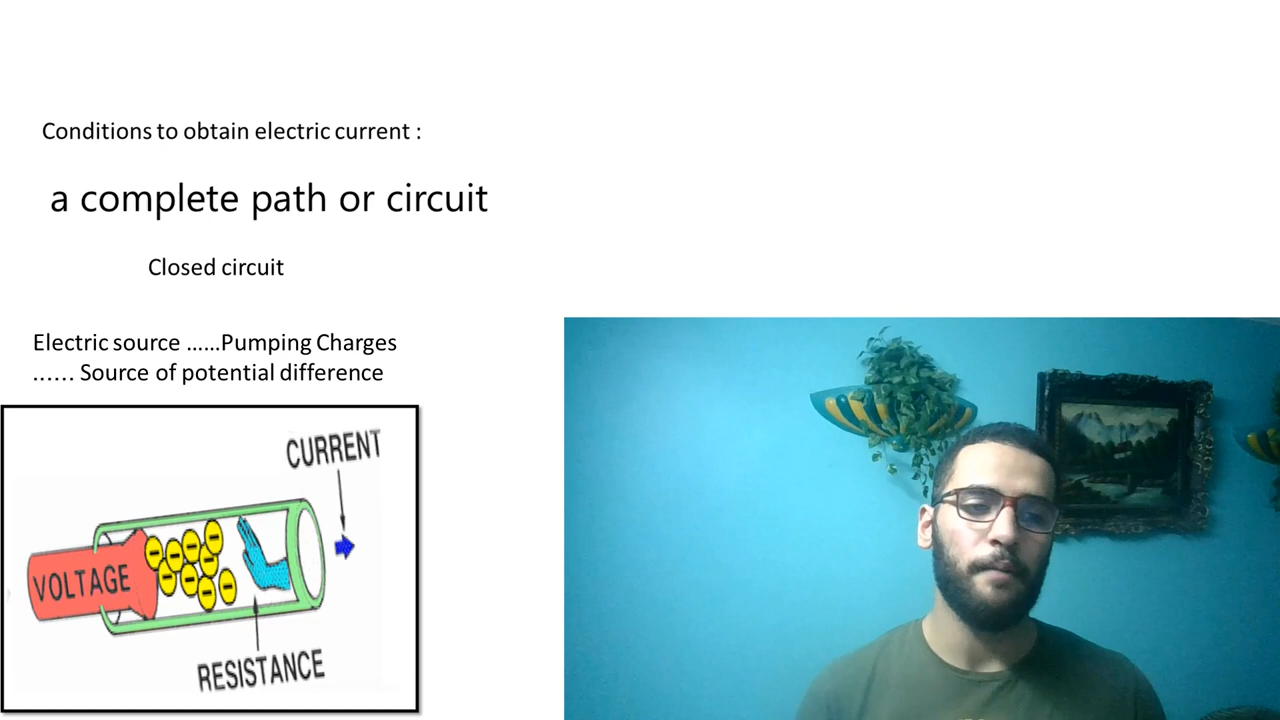 Conditions to obtain electric current :
a complete path or circuit
Closed circuit
Electric source ......Pumping Charges
...... Source of potential difference
CURRENT
VOLTAGE
RESISTANCE